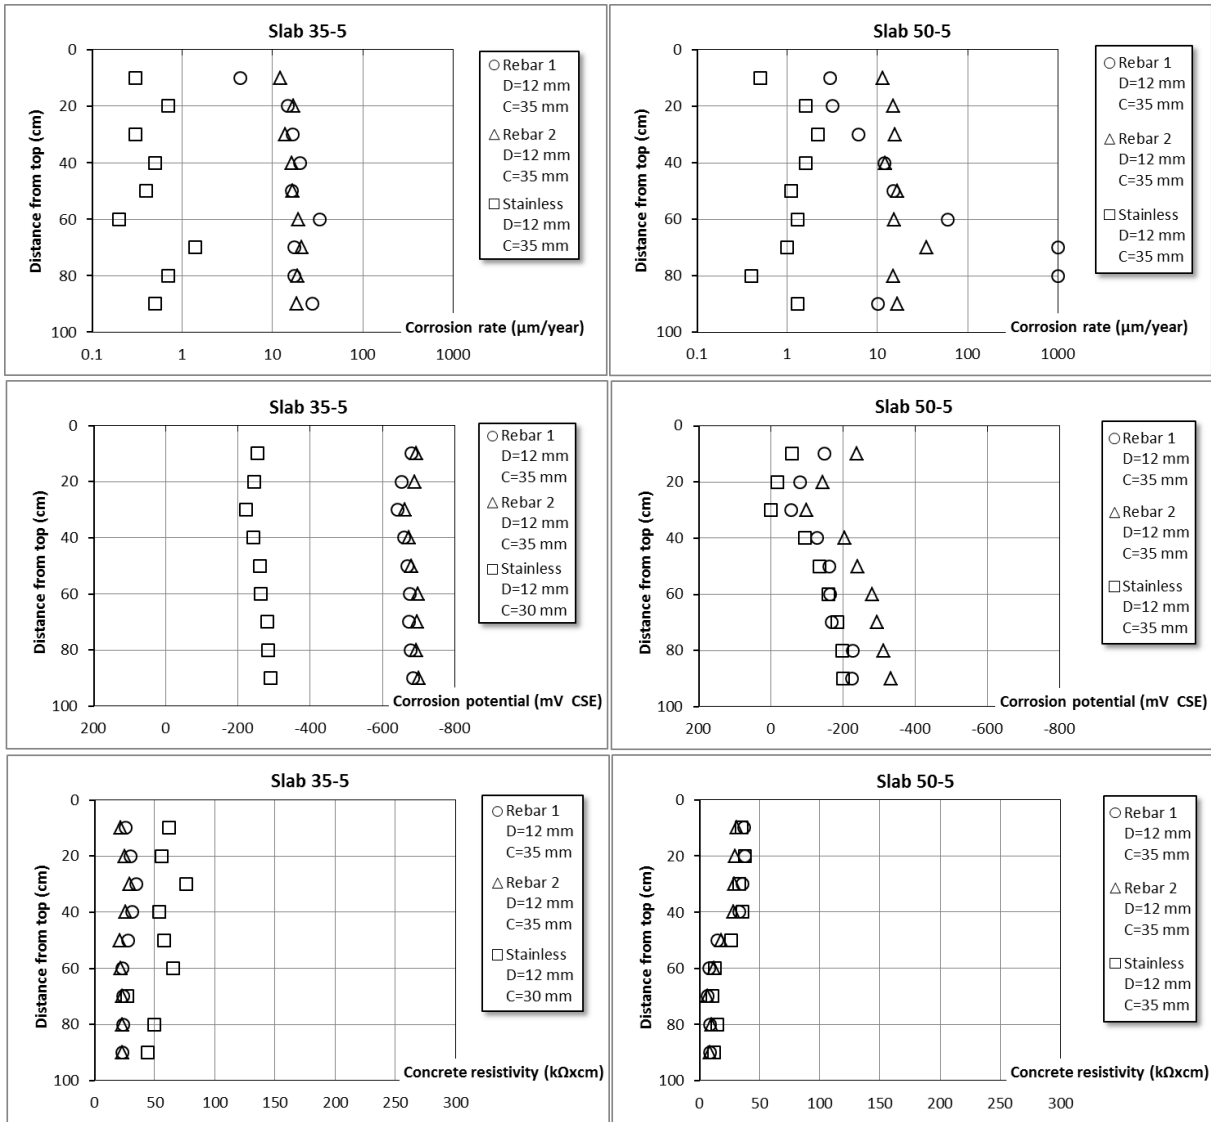 Slab 35-5
0
20
40
60
80
100
Distance from top (cm)
0.1 1 10 100 1000
Corrosion rate (µm/year)
Rebar 1
D=12 mm
C=35 mm
Rebar 2
D=12 mm
C=35 mm
Stainless
D=12 mm
C=35 mm
Slab 50-5
0
20
40
60
80
100
Distance from top (cm)
0.1 1 10 100 1000
Corrosion rate (µm/year)
Rebar 1
D=12 mm
C=35 mm
Rebar 2
D=12 mm
C=35 mm
Stainless
D=12 mm
C=35 mm
Slab 35-5
0
20
40
60
80
100
Distance from top (cm)
200 0 -200 -400 -600 -800
Corrosion potential (mV CSE)
Rebar 1
D=12 mm
C=35 mm
Rebar 2
D=12 mm
C=35 mm
Stainless
D=12 mm
C=30 mm
Slab 50-5
0
20
40
60
80
100
Distance from top (cm)
200 0 -200 -400 -600 -800
Corrosion potential (mV CSE)
Rebar 1
D=12 mm
C=35 mm
Rebar 2
D=12 mm
C=35 mm
Stainless
D=12 mm
C=35 mm
Slab 35-5
0
20
40
60
80
100
Distance from top (cm)
0 50 100 150 200 250 300
Concrete resistivity (kΩxcm)
Rebar 1
D=12 mm
C=35 mm
Rebar 2
D=12 mm
C=35 mm
Stainless
D=12 mm
C=30 mm
Slab 50-5
0
20
40
60
80
100
Distance from top (cm)
0 50 100 150 200 250 300
Concrete resistivity (kΩxcm)
Rebar 1
D=12 mm
C=35 mm
Rebar 2
D=12 mm
C=35 mm
Stainless
D=12 mm
C=35 mm